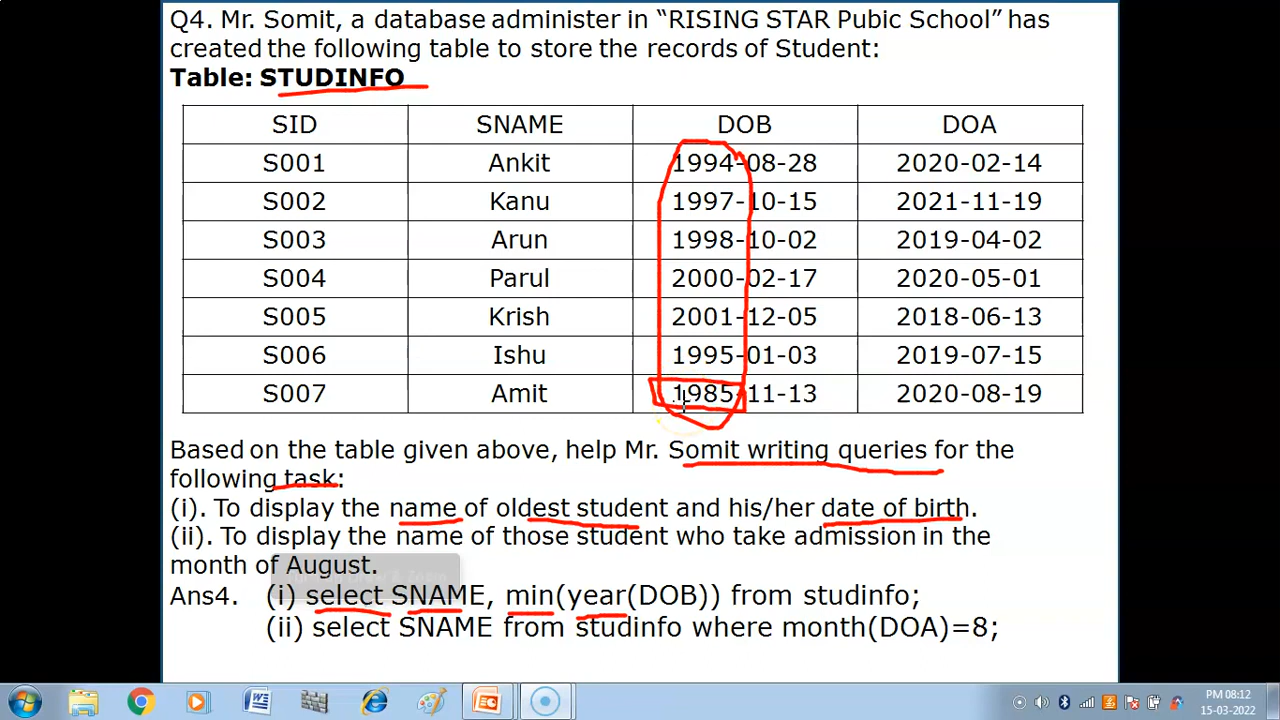 Q4. Mr. Somit, a database administer in “RISING STAR Pubic School” has
created the following table to store the records of Student:
Table: STUDINFO
SID SNAME DOB DOA
S001 Ankit 1994-08-28 2020-02-14
S002 Kanu 1997-10-15 2021-11-19
S003 Arun 1998-10-02 2019-04-02
S004 Parul 2000-02-17 2020-05-01
S005 Krish 2001-12-05 2018-06-13
S006 Ishu 1995-01-03 2019-07-15
S007 Amit 1985-11-13 2020-08-19
Based on the table given above, help Mr. Somit writing queries for the
following task:
(i). To display the name of oldest student and his/her date of birth.
(ii). To display the name of those student who take admission in the
month of August.
Ans4. (i) select SNAME, min(year(DOB)) from studinfo;
(ii) select SNAME from studinfo where month(DOA)=8;
PM 08:12
15-03-2022